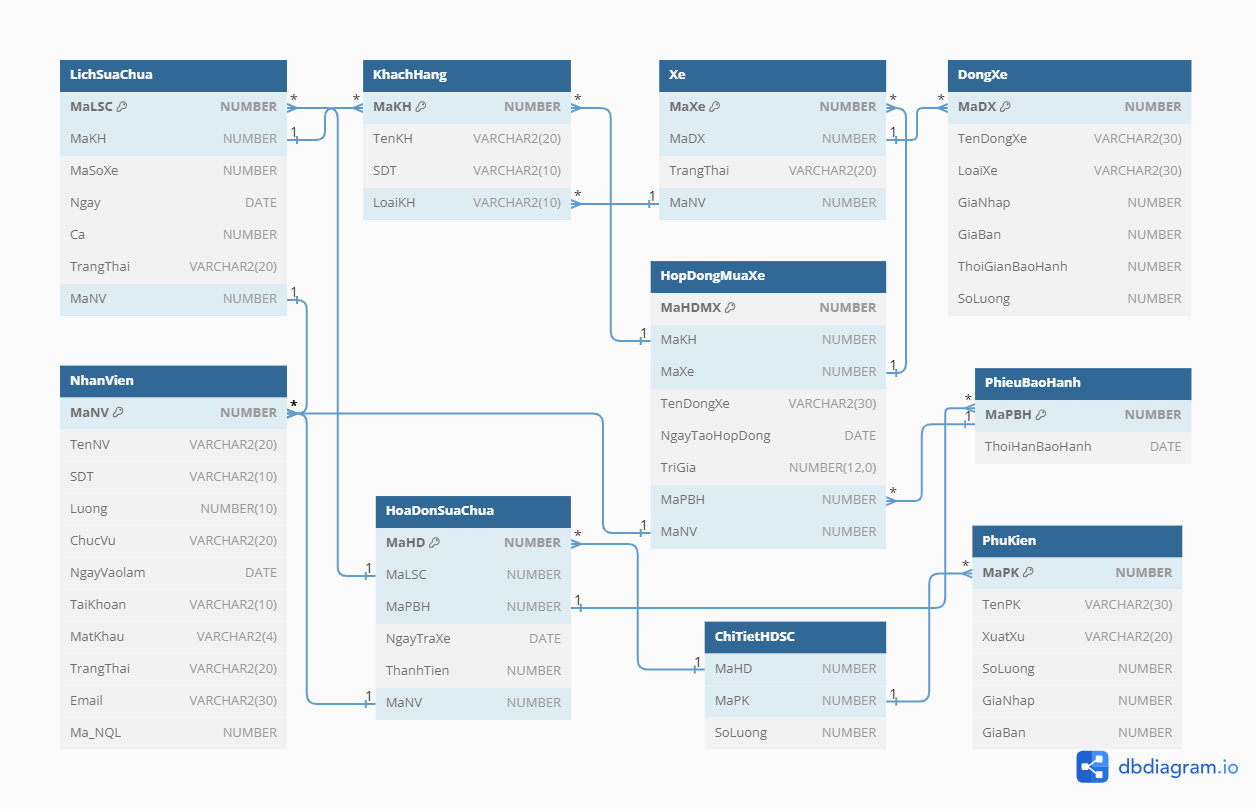 LichSuaChua
MaLSC NUMBER
MaKH NUMBER
MaSoXe NUMBER
Ngay DATE
Ca NUMBER
TrangThai VARCHAR2(20)
MaNV NUMBER
KhachHang
MaKH NUMBER
TenKH VARCHAR2(20)
SDT VARCHAR2(10)
LoaiKH VARCHAR2(10)
Xe
MaXe NUMBER
MaDX NUMBER
TrangThai VARCHAR2(20)
MaNV NUMBER
DongXe
MaDX NUMBER
TenDongXe VARCHAR2(30)
LoaiXe VARCHAR2(30)
GiaNhap NUMBER
GiaBan NUMBER
ThoiGianBaoHanh NUMBER
SoLuong NUMBER
HopDongMuaXe
MaHDMX NUMBER
MaKH NUMBER
MaXe NUMBER
TenDongXe VARCHAR2(30)
NgayTaoHopDong DATE
TriGia NUMBER(12,0)
MaPBH NUMBER
MaNV NUMBER
NhanVien
MaNV NUMBER
TenNV VARCHAR2(20)
SDT VARCHAR2(10)
Luong NUMBER(10)
ChucVu VARCHAR2(20)
NgayVaolam DATE
TaiKhoan VARCHAR2(10)
MatKhau VARCHAR2(4)
TrangThai VARCHAR2(20)
Email VARCHAR2(30)
Ma_NQL NUMBER
PhieuBaoHanh
MaPBH NUMBER
ThoiHanBaoHanh DATE
HoaDonSuaChua
MaHD NUMBER
MaLSC NUMBER
MaPBH NUMBER
NgayTraXe DATE
ThanhTien NUMBER
MaNV NUMBER
PhuKien
MaPK NUMBER
TenPK VARCHAR2(30)
XuatXu VARCHAR2(20)
SoLuong NUMBER
GiaNhap NUMBER
GiaBan NUMBER
ChiTietHDSC
MaHD NUMBER
MaPK NUMBER
SoLuong NUMBER
dbdiagram.io